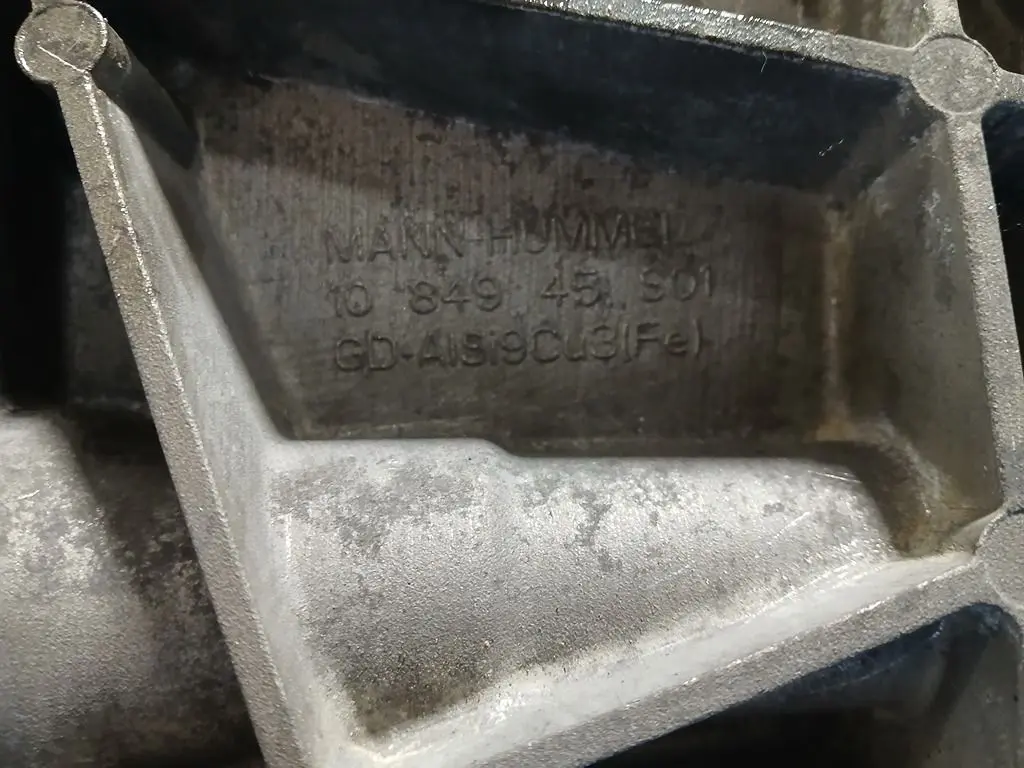 MANN+HUMMEL
10 849 45 S01
GD-AlSi9Cu3(Fe)